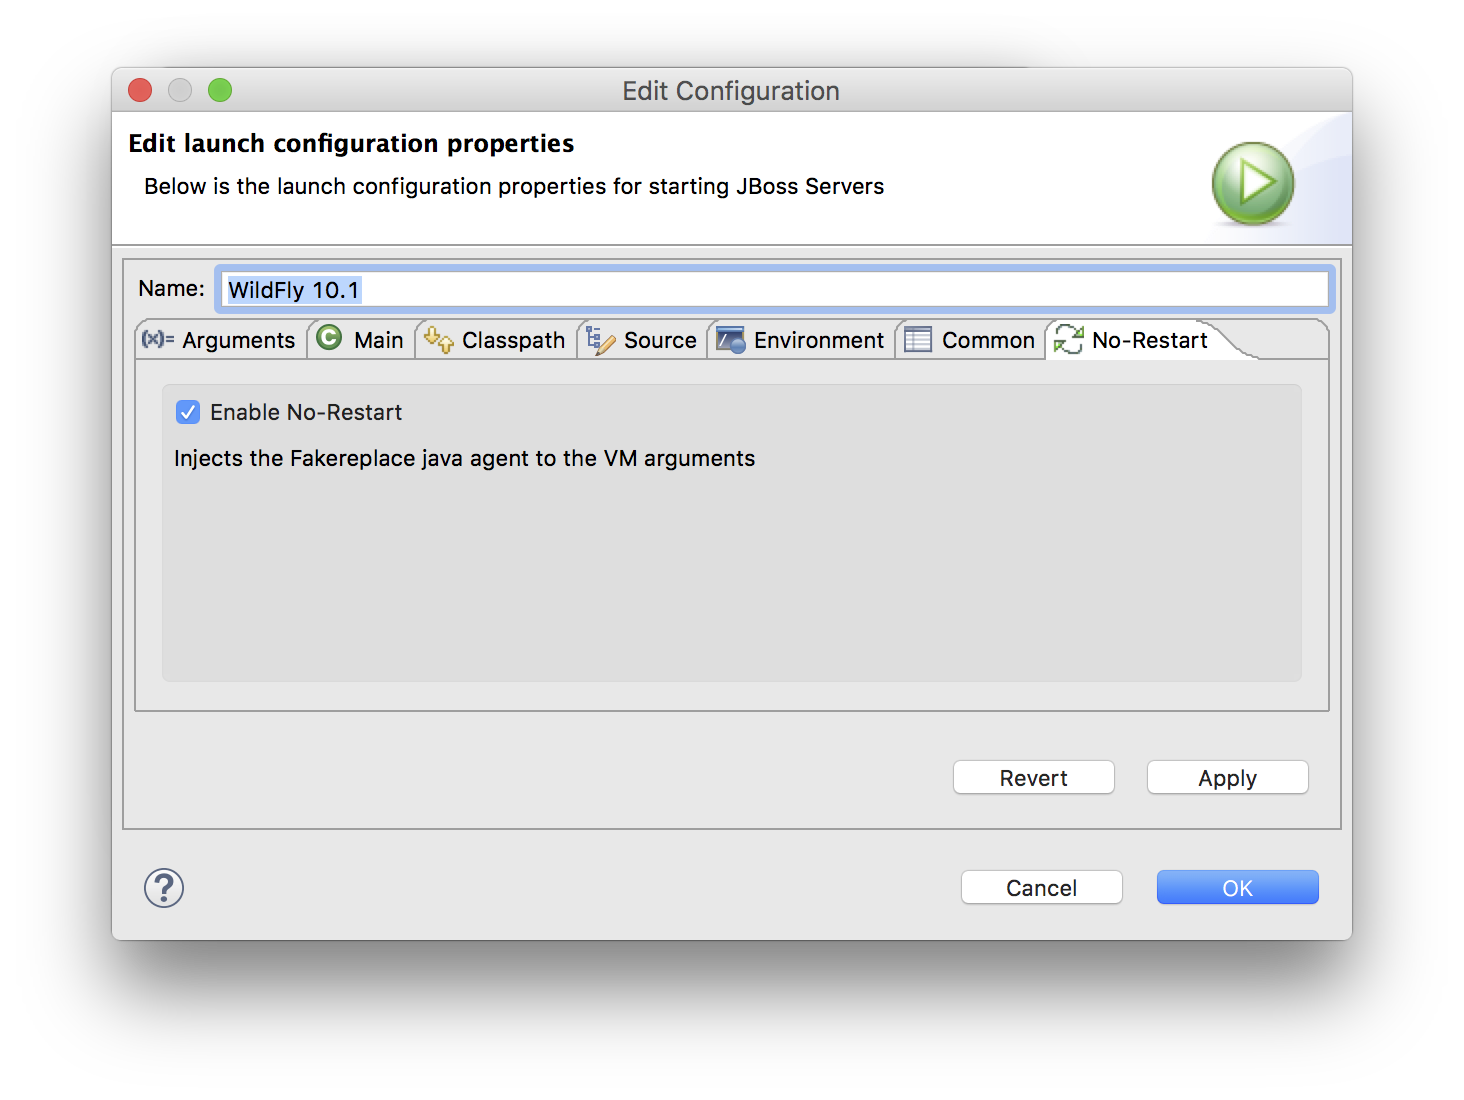 Edit Configuration
Edit launch configuration properties
Below is the launch configuration properties for starting JBoss Servers
Name: WildFly 10.1
(x)= Arguments C Main Classpath Source Environment Common No-Restart
Enable No-Restart
Injects the Fakereplace java agent to the VM arguments
Revert Apply
? Cancel OK